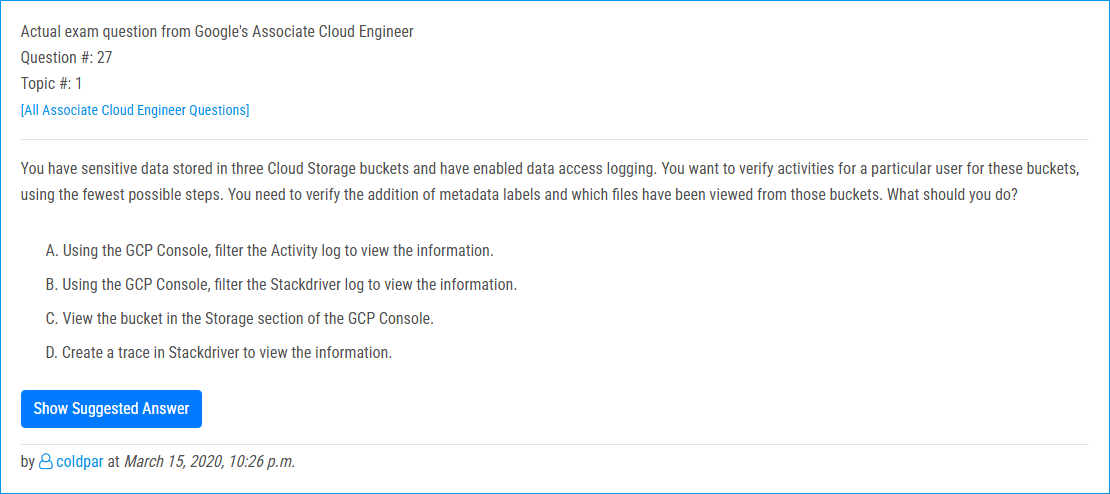 Actual exam question from Google's Associate Cloud Engineer
Question #: 27
Topic #: 1
[All Associate Cloud Engineer Questions]
You have sensitive data stored in three Cloud Storage buckets and have enabled data access logging. You want to verify activities for a particular user for these buckets,
using the fewest possible steps. You need to verify the addition of metadata labels and which files have been viewed from those buckets. What should you do?
A. Using the GCP Console, filter the Activity log to view the information.
B. Using the GCP Console, filter the Stackdriver log to view the information.
C. View the bucket in the Storage section of the GCP Console.
D. Create a trace in Stackdriver to view the information.
Show Suggested Answer
by coldpar at March 15, 2020, 10:26 p.m.